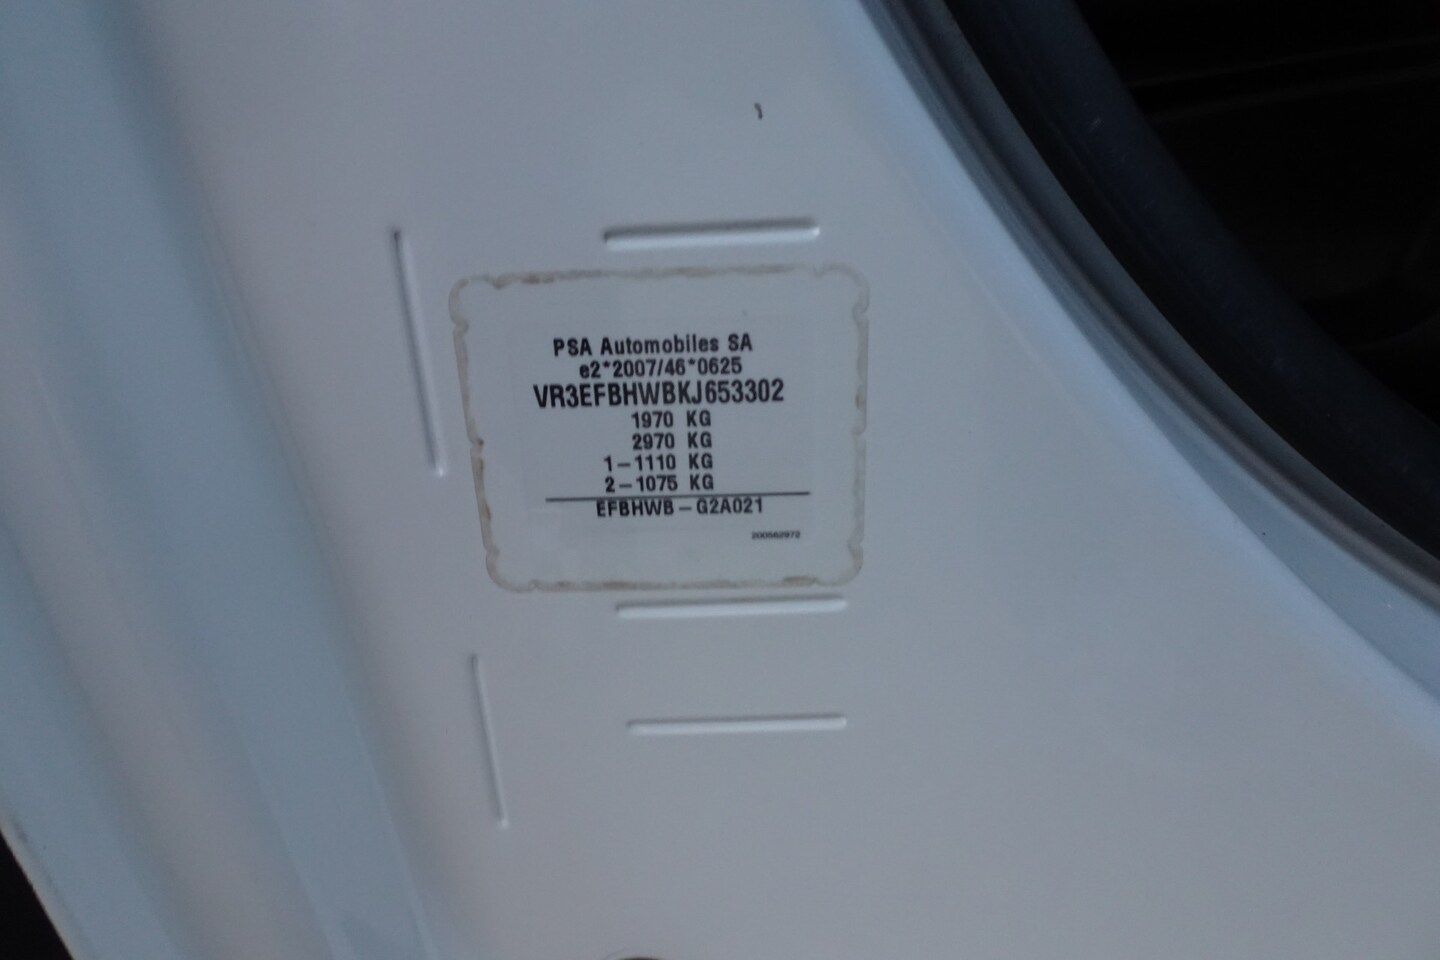 PSA Automobiles SA
e2*2007/46*0625
VR3EFBHWBKJ653302
1970 KG
2970 KG
1-1110 KG
2-1075 KG
EFBHWB-G2A021
200562972